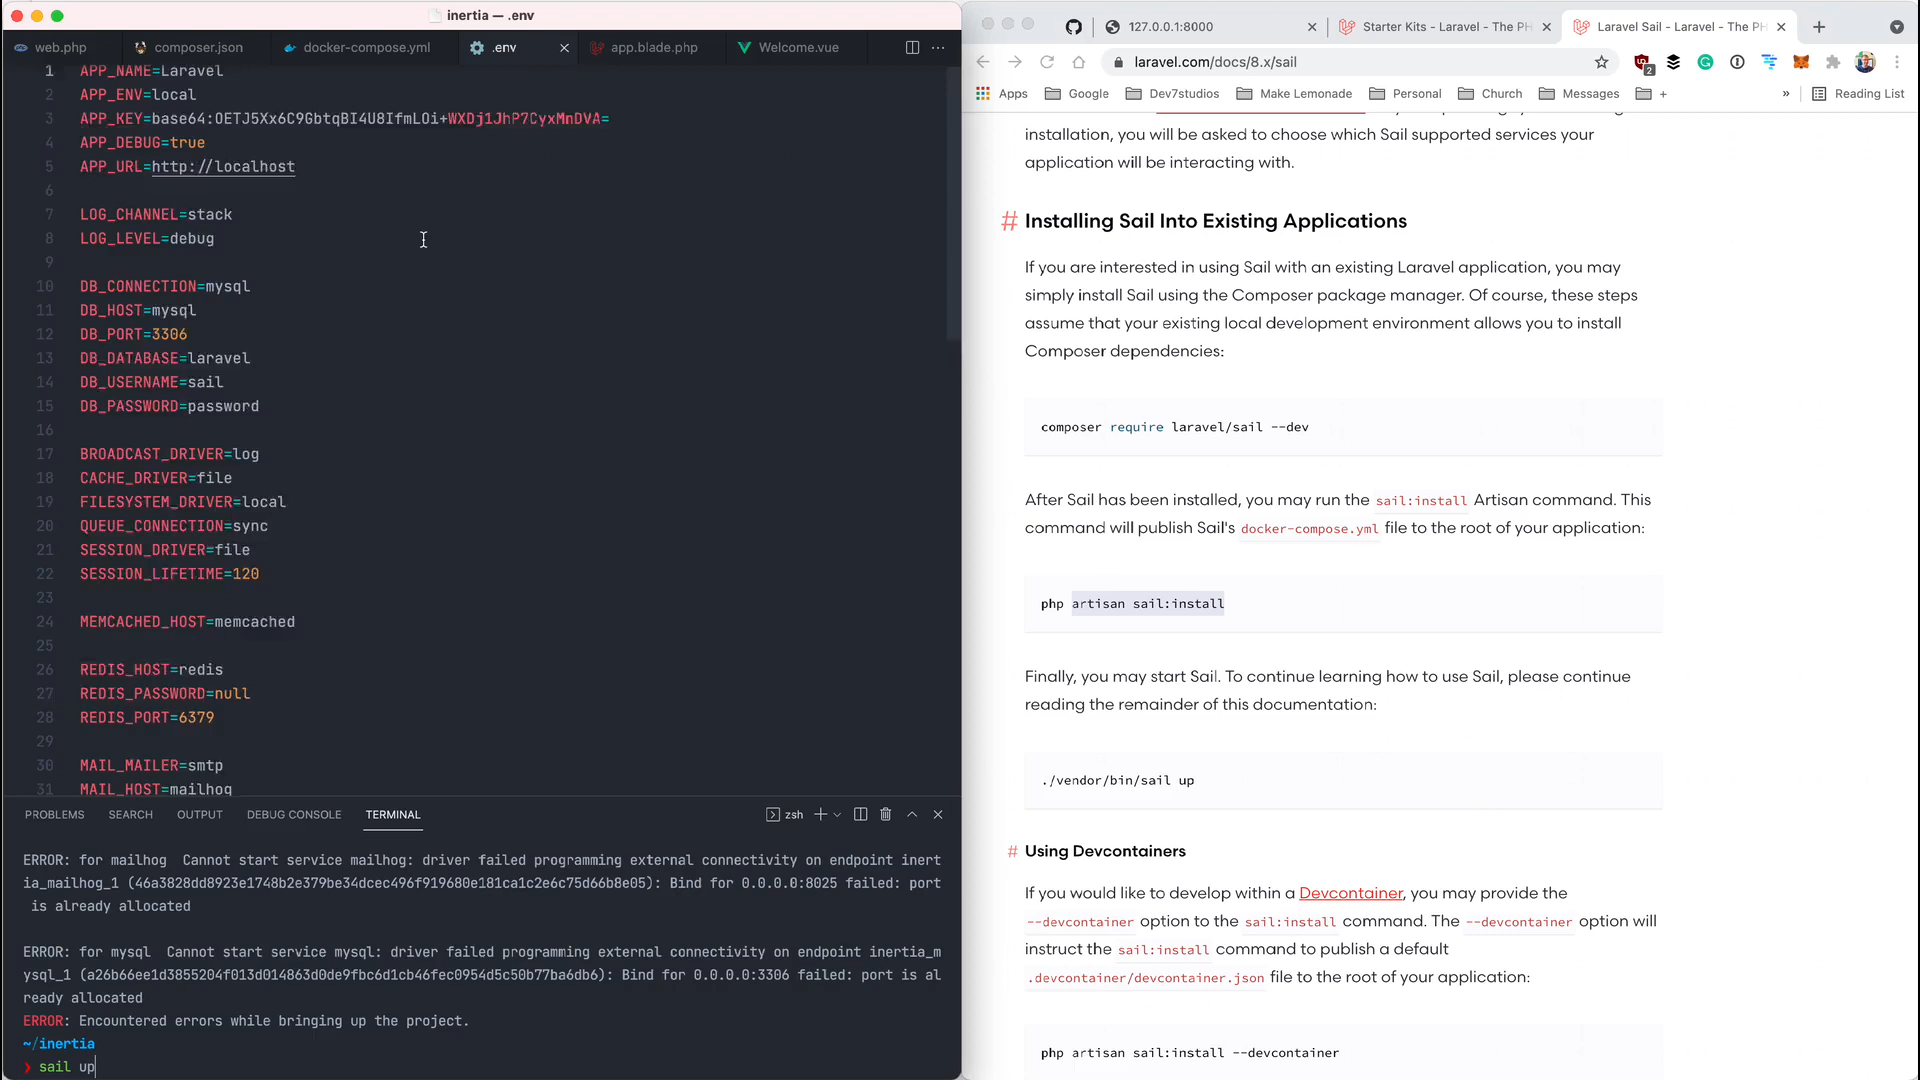 inertia — .env
web.php
composer.json
docker-compose.yml
.env
app.blade.php
Welcome.vue
1 APP_NAME=Laravel
2 APP_ENV=local
3 APP_KEY=base64:OETJ5Xx6C9GbtqBI4U8IfmLOi+WXDj1JhP7CyxMnDVA=
4 APP_DEBUG=true
5 APP_URL=http://localhost
6
7 LOG_CHANNEL=stack
8 LOG_LEVEL=debug
9
10 DB_CONNECTION=mysql
11 DB_HOST=mysql
12 DB_PORT=3306
13 DB_DATABASE=laravel
14 DB_USERNAME=sail
15 DB_PASSWORD=password
16
17 BROADCAST_DRIVER=log
18 CACHE_DRIVER=file
19 FILESYSTEM_DRIVER=local
20 QUEUE_CONNECTION=sync
21 SESSION_DRIVER=file
22 SESSION_LIFETIME=120
23
24 MEMCACHED_HOST=memcached
25
26 REDIS_HOST=redis
27 REDIS_PASSWORD=null
28 REDIS_PORT=6379
29
30 MAIL_MAILER=smtp
31 MAIL_HOST=mailhog
PROBLEMS SEARCH OUTPUT DEBUG CONSOLE TERMINAL
zsh
ERROR: for mailhog  Cannot start service mailhog: driver failed programming external connectivity on endpoint inert
ia_mailhog_1 (46a3828dd8923e1748b2e379be34dcec496f919680e181ca1c2e6c75d66b8e05): Bind for 0.0.0.0:8025 failed: port
is already allocated
ERROR: for mysql  Cannot start service mysql: driver failed programming external connectivity on endpoint inertia_m
ysql_1 (a26b66ee1d3855204f013d014863d0de9fbc6d1cb46fec0954d5c50b77ba6db6): Bind for 0.0.0.0:3306 failed: port is al
ready allocated
ERROR: Encountered errors while bringing up the project.
~/inertia
❯ sail up
127.0.0.1:8000
Starter Kits - Laravel - The PH
Laravel Sail - Laravel - The PH
laravel.com/docs/8.x/sail
2
Apps Google Dev7studios Make Lemonade Personal Church Messages + » Reading List
installation, you will be asked to choose which Sail supported services your
application will be interacting with.
# Installing Sail Into Existing Applications
If you are interested in using Sail with an existing Laravel application, you may
simply install Sail using the Composer package manager. Of course, these steps
assume that your existing local development environment allows you to install
Composer dependencies:
composer require laravel/sail --dev
After Sail has been installed, you may run the sail:install Artisan command. This
command will publish Sail's docker-compose.yml file to the root of your application:
php artisan sail:install
Finally, you may start Sail. To continue learning how to use Sail, please continue
reading the remainder of this documentation:
./vendor/bin/sail up
# Using Devcontainers
If you would like to develop within a Devcontainer, you may provide the
--devcontainer option to the sail:install command. The --devcontainer option will
instruct the sail:install command to publish a default
.devcontainer/devcontainer.json file to the root of your application:
php artisan sail:install --devcontainer